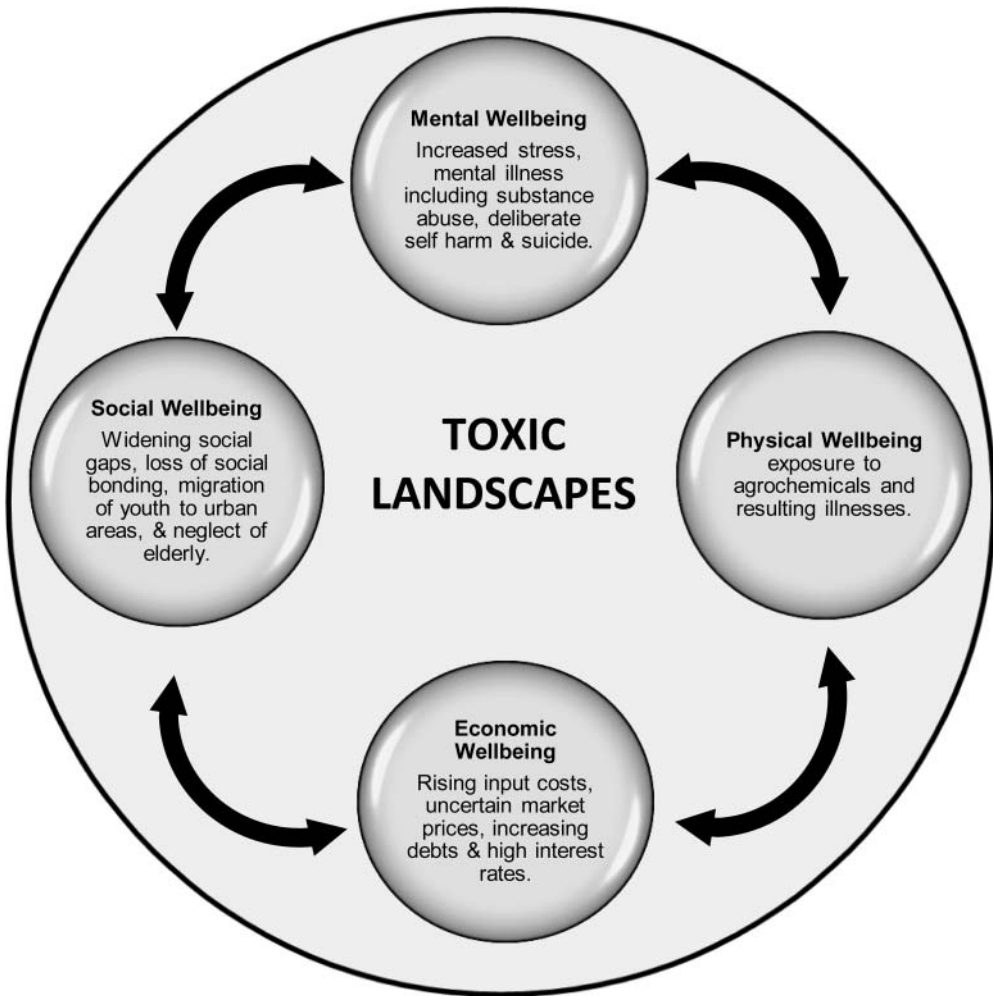 Mental Wellbeing
Increased stress,
mental illness
including substance
abuse, deliberate
self harm & suicide.
Social Wellbeing
Widening social
gaps, loss of social
bonding, migration
of youth to urban
areas, & neglect of
elderly.
TOXIC
LANDSCAPES
Physical Wellbeing
exposure to
agrochemicals and
resulting illnesses.
Economic
Wellbeing
Rising input costs,
uncertain market
prices, increasing
debts & high interest
rates.